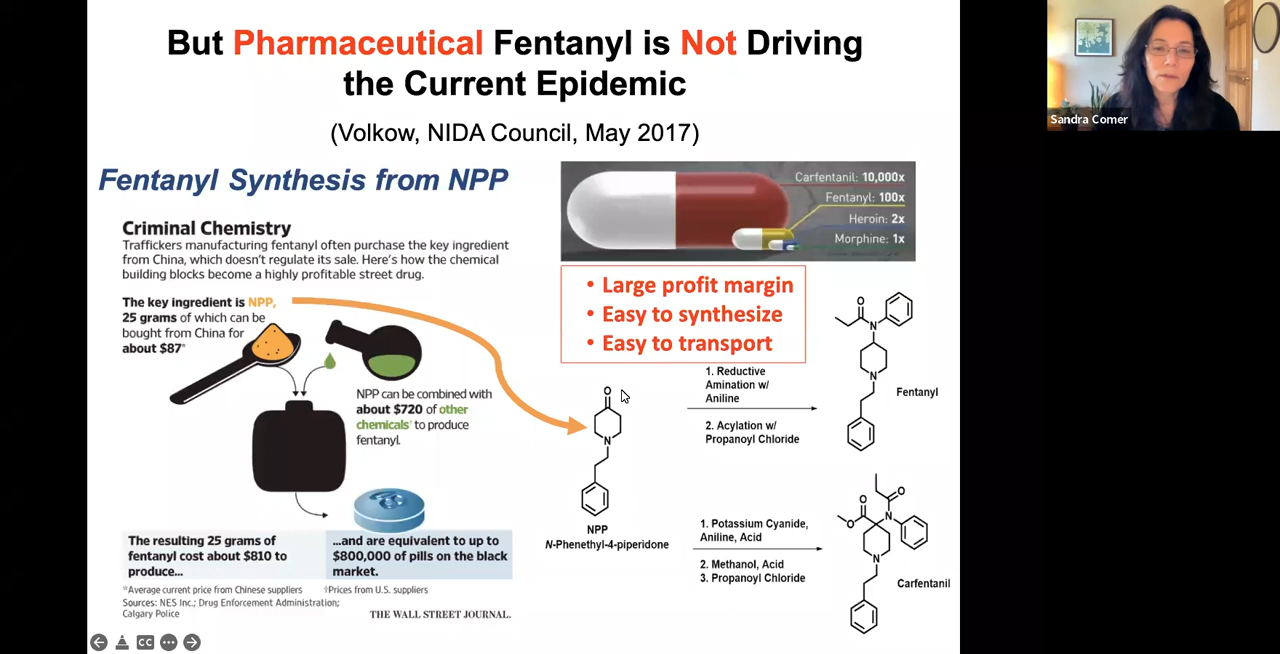 But Pharmaceutical Fentanyl is Not Driving
the Current Epidemic
(Volkow, NIDA Council, May 2017)
Fentanyl Synthesis from NPP
Criminal Chemistry
Traffickers manufacturing fentanyl often purchase the key ingredient
from China, which doesn't regulate its sale. Here's how the chemical
building blocks become a highly profitable street drug.
The key ingredient is NPP,
25 grams of which can be
bought from China for
about $87*
NPP can be combined with
about $720 of other
chemicals† to produce
fentanyl.
The resulting 25 grams of
fentanyl cost about $810 to
produce...
...and are equivalent to up to
$800,000 of pills on the black
market.
*Average current price from Chinese suppliers
†Prices from U.S. suppliers
Sources: NES Inc.; Drug Enforcement Administration;
Calgary Police
THE WALL STREET JOURNAL.
Carfentanil: 10,000x
Fentanyl: 100x
Heroin: 2x
Morphine: 1x
• Large profit margin
• Easy to synthesize
• Easy to transport
O
N
NPP
N-Phenethyl-4-piperidone
1. Reductive
Amination w/
Aniline
2. Acylation w/
Propanoyl Chloride
O
N
N
Fentanyl
1. Potassium Cyanide,
Aniline, Acid
2. Methanol, Acid
3. Propanoyl Chloride
O
O
O
N
N
Carfentanil
CC
Sandra Comer